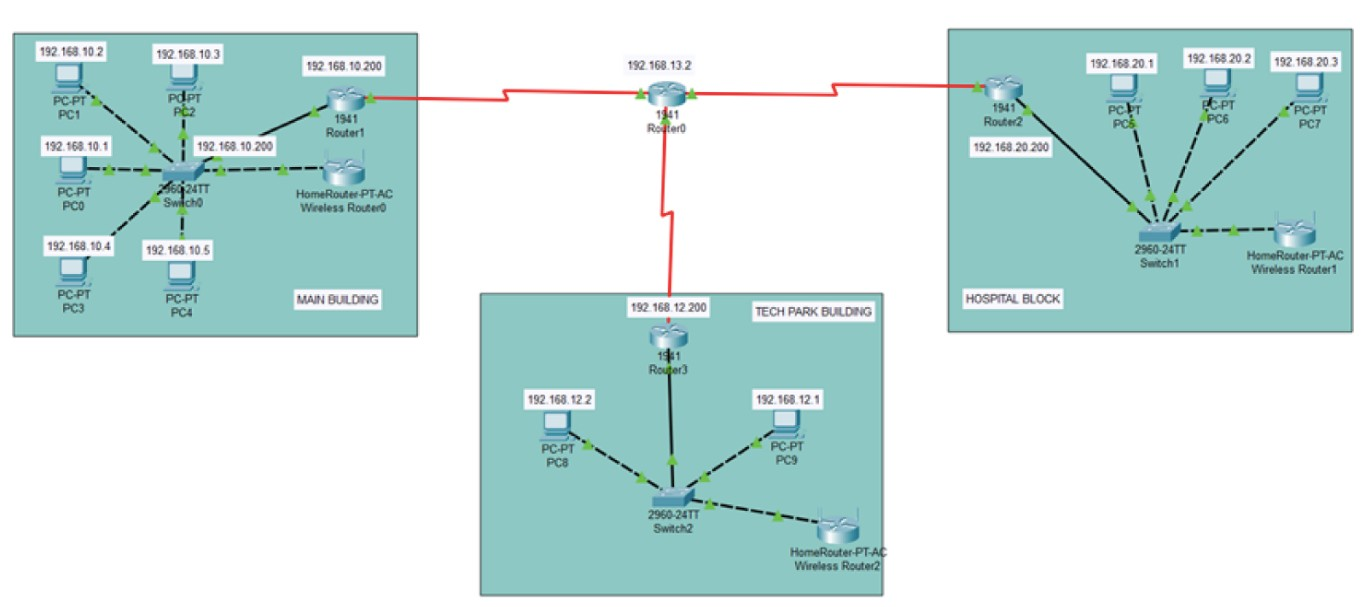 192.168.10.2
PC-PT
PC1
192.168.10.3
PC-PT
PC2
192.168.10.200
1941
Router1
192.168.10.1
PC-PT
PC0
192.168.10.200
2960-24TT
Switch0
HomeRouter-PT-AC
Wireless Router0
192.168.10.4
PC-PT
PC3
192.168.10.5
PC-PT
PC4
MAIN BUILDING
192.168.13.2
1941
Router0
1941
Router2
192.168.20.200
192.168.20.1
PC-PT
PC5
192.168.20.2
PC-PT
PC6
192.168.20.3
PC-PT
PC7
2960-24TT
Switch1
HomeRouter-PT-AC
Wireless Router1
HOSPITAL BLOCK
192.168.12.200
TECH PARK BUILDING
1941
Router3
192.168.12.2
PC-PT
PC8
192.168.12.1
PC-PT
PC9
2960-24TT
Switch2
HomeRouter-PT-AC
Wireless Router2